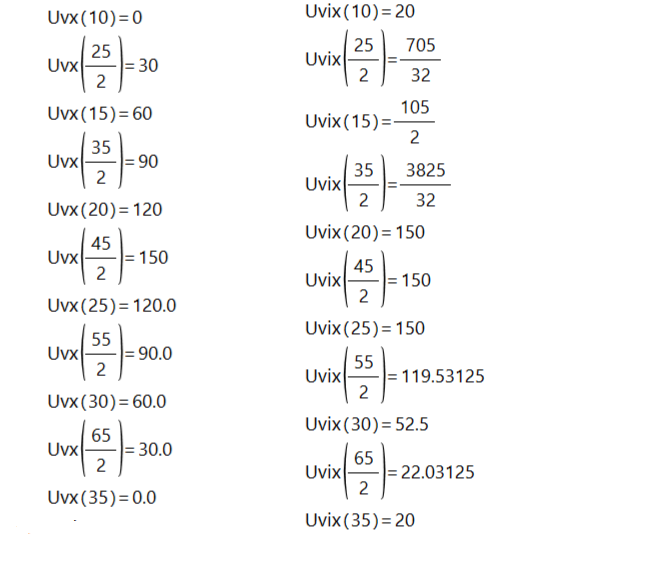 Uvx(10)=0
Uvx(25/2)=30
Uvx(15)=60
Uvx(35/2)=90
Uvx(20)=120
Uvx(45/2)=150
Uvx(25)=120.0
Uvx(55/2)=90.0
Uvx(30)=60.0
Uvx(65/2)=30.0
Uvx(35)=0.0
Uvix(10)=20
Uvix(25/2)=705/32
Uvix(15)=105/2
Uvix(35/2)=3825/32
Uvix(20)=150
Uvix(45/2)=150
Uvix(25)=150
Uvix(55/2)=119.53125
Uvix(30)=52.5
Uvix(65/2)=22.03125
Uvix(35)=20